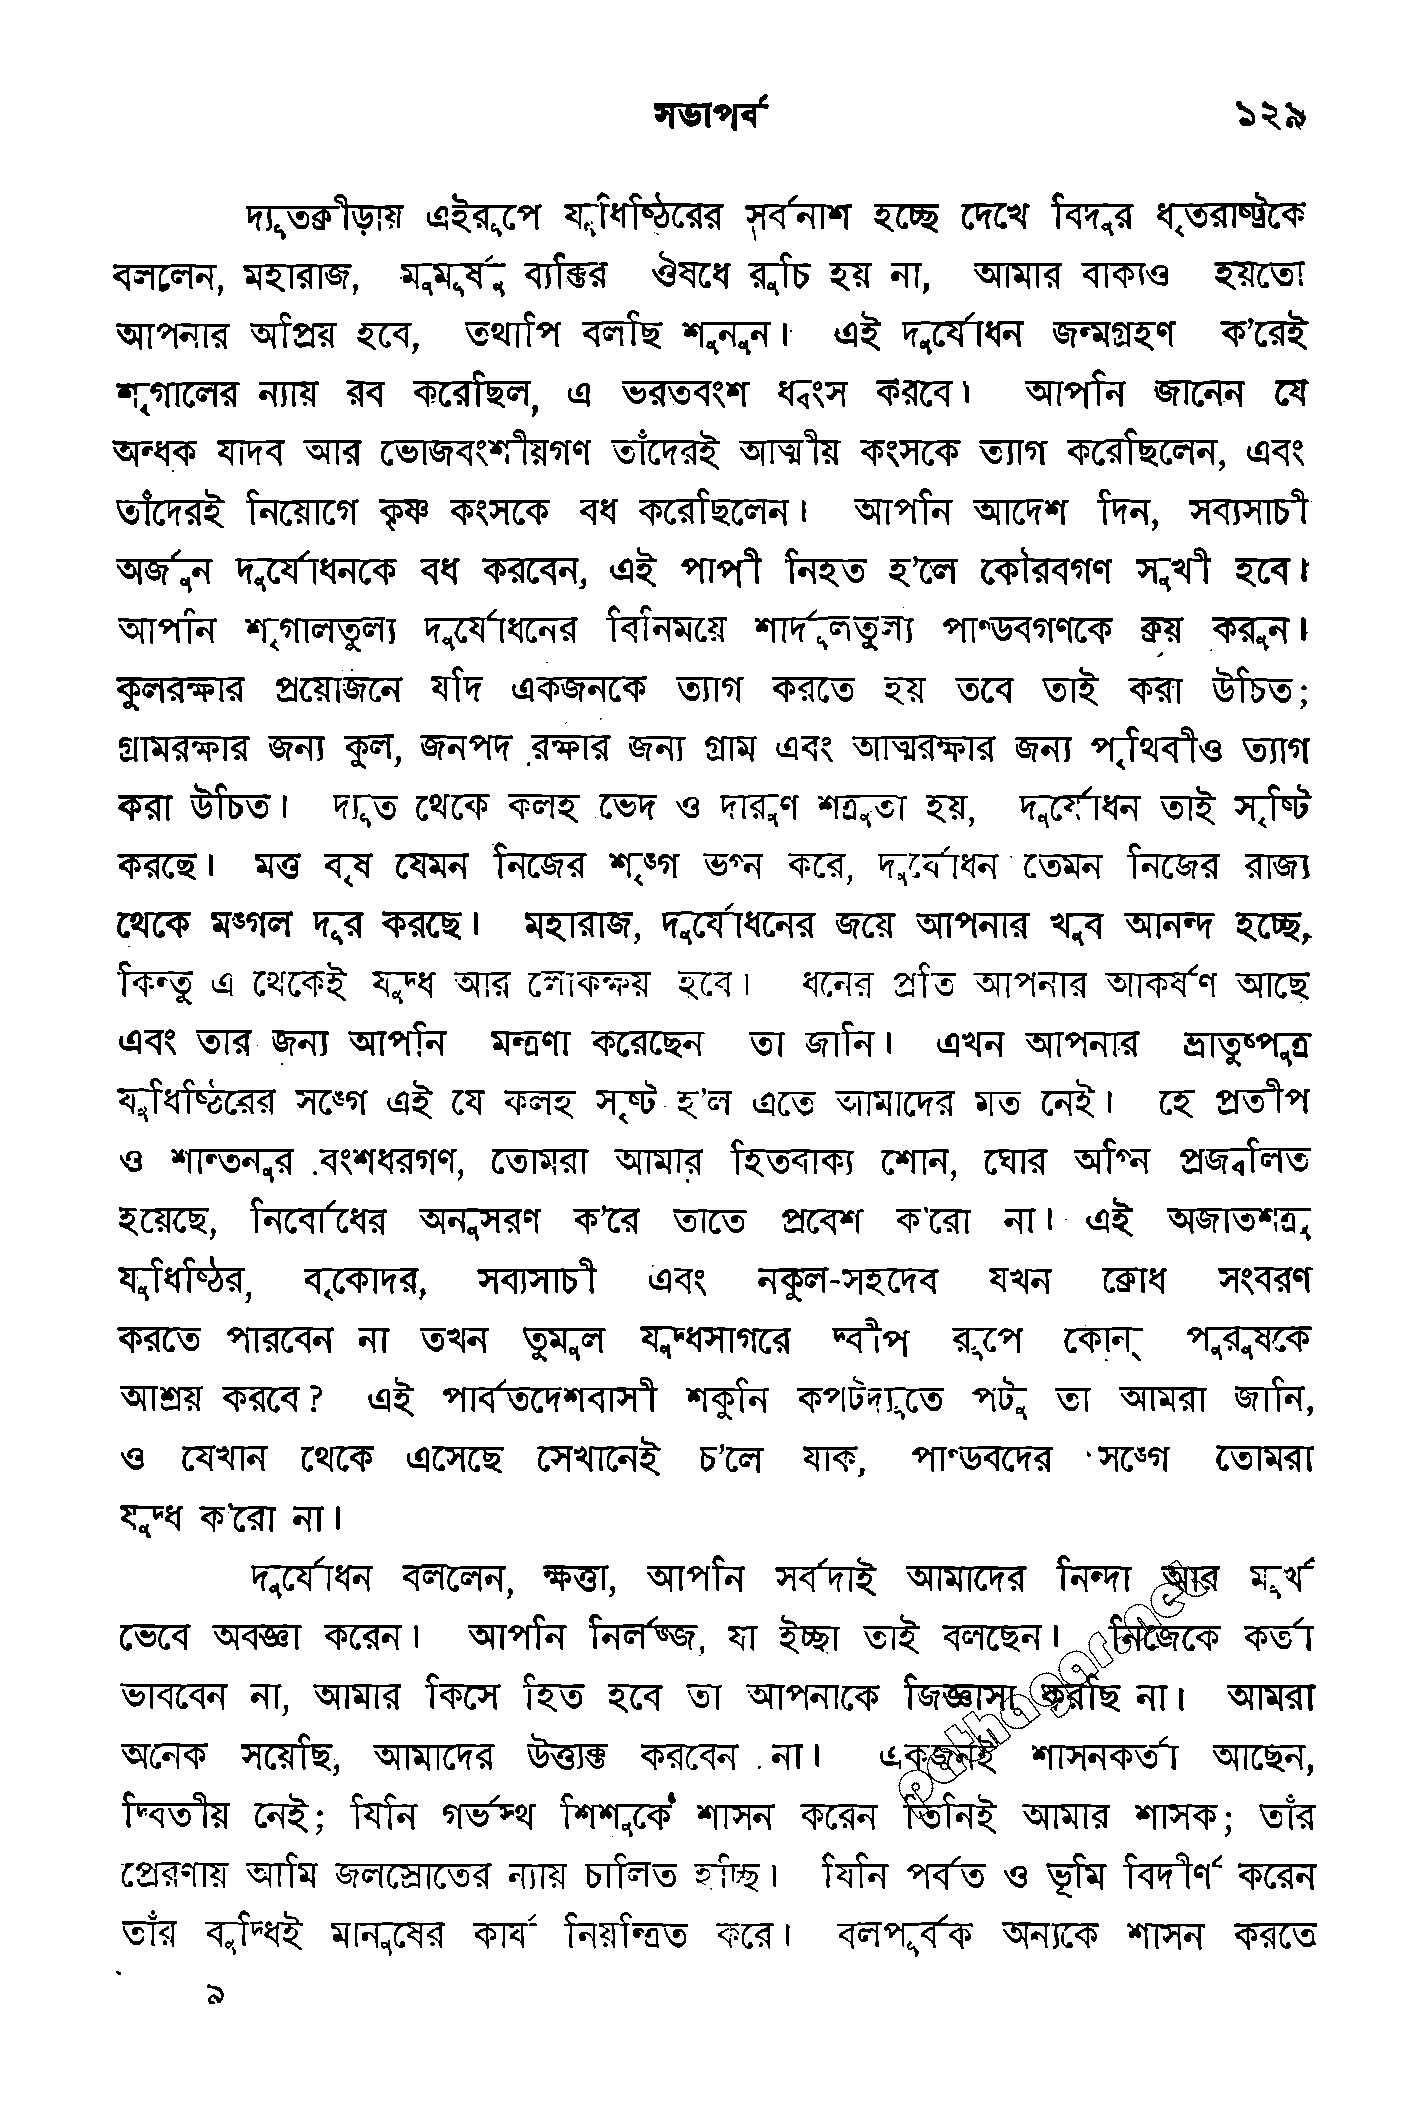 সভাপর্ব ১২৯
দ্যূতক্রীড়ায় এইরূপে যুধিষ্ঠিরের সর্বনাশ হচ্ছে দেখে বিদুর ধৃতরাষ্ট্রকে
বললেন, মহারাজ, মুমূর্ষু ব্যক্তির ঔষধে রুচি হয় না, আমার বাক্যও হয়তো
আপনার অপ্রিয় হবে, তথাপি বলছি শুনুন। এই দুর্যোধন জন্মগ্রহণ ক’রেই
শৃগালের ন্যায় রব করেছিল, এ ভরতবংশ ধ্বংস করবে। আপনি জানেন যে
অন্ধক যাদব আর ভোজবংশীয়গণ তাঁদেরই আত্মীয় কংসকে ত্যাগ করেছিলেন, এবং
তাঁদেরই নিয়োগে কৃষ্ণ কংসকে বধ করেছিলেন। আপনি আদেশ দিন, সব্যসাচী
অর্জুন দুর্যোধনকে বধ করবেন, এই পাপী নিহত হ’লে কৌরবগণ সুখী হবে।
আপনি শৃগালতুল্য দুর্যোধনের বিনিময়ে শার্দূলতুল্য পাণ্ডবগণকে ক্রয় করুন।
কুলরক্ষার প্রয়োজনে যদি একজনকে ত্যাগ করতে হয় তবে তাই করা উচিত;
গ্রামরক্ষার জন্য কুল, জনপদ রক্ষার জন্য গ্রাম এবং আত্মরক্ষার জন্য পৃথিবীও ত্যাগ
করা উচিত। দ্যূত থেকে কলহ ভেদ ও দারুণ শত্রুতা হয়, দুর্যোধন তাই সৃষ্টি
করছে। মত্ত বৃষ যেমন নিজের শৃঙ্গ ভগ্ন করে, দুর্যোধন তেমন নিজের রাজ্য
থেকে মঙ্গল দূর করছে। মহারাজ, দুর্যোধনের জয়ে আপনার খুব আনন্দ হচ্ছে,
কিন্তু এ থেকেই যুদ্ধ আর লোকক্ষয় হবে। ধনের প্রতি আপনার আকর্ষণ আছে
এবং তার জন্য আপনি মন্ত্রণা করেছেন তা জানি। এখন আপনার ভ্রাতুষ্পুত্র
যুধিষ্ঠিরের সঙ্গে এই যে কলহ সৃষ্ট হ’ল এতে আমাদের মত নেই। হে প্রতীপ
ও শান্তনুর বংশধরগণ, তোমরা আমার হিতবাক্য শোন, ঘোর অগ্নি প্রজ্বলিত
হয়েছে, নির্বোধের অনুসরণ ক’রে তাতে প্রবেশ ক’রো না। এই অজাতশত্রু
যুধিষ্ঠির, বৃকোদর, সব্যসাচী এবং নকুল-সহদেব যখন ক্রোধ সংবরণ
করতে পারবেন না তখন তুমুল যুদ্ধসাগরে দ্বীপ রূপে কোন্ পুরুষকে
আশ্রয় করবে? এই পার্বতদেশবাসী শকুনি কপটদ্যূতে পটু তা আমরা জানি,
ও যেখান থেকে এসেছে সেখানেই চ’লে যাক, পাণ্ডবদের সঙ্গে তোমরা
যুদ্ধ ক’রো না।
দুর্যোধন বললেন, ক্ষত্তা, আপনি সর্বদাই আমাদের নিন্দা আর মূর্খ
ভেবে অবজ্ঞা করেন। আপনি নির্লজ্জ, যা ইচ্ছা তাই বলছেন। নিজেকে কর্তা
ভাববেন না, আমার কিসে হিত হবে তা আপনাকে জিজ্ঞাসা করছি না। আমরা
অনেক সয়েছি, আমাদের উত্ত্যক্ত করবেন না। একজনই শাসনকর্তা আছেন,
দ্বিতীয় নেই; যিনি গর্ভস্থ শিশুকে শাসন করেন তিনিই আমার শাসক; তাঁর
প্রেরণায় আমি জলস্রোতের ন্যায় চালিত হচ্ছি। যিনি পর্বত ও ভূমি বিদীর্ণ করেন
তাঁর বুদ্ধিই মানুষের কার্য নিয়ন্ত্রিত করে। বলপূর্বক অন্যকে শাসন করতে
৯
pathagar.net